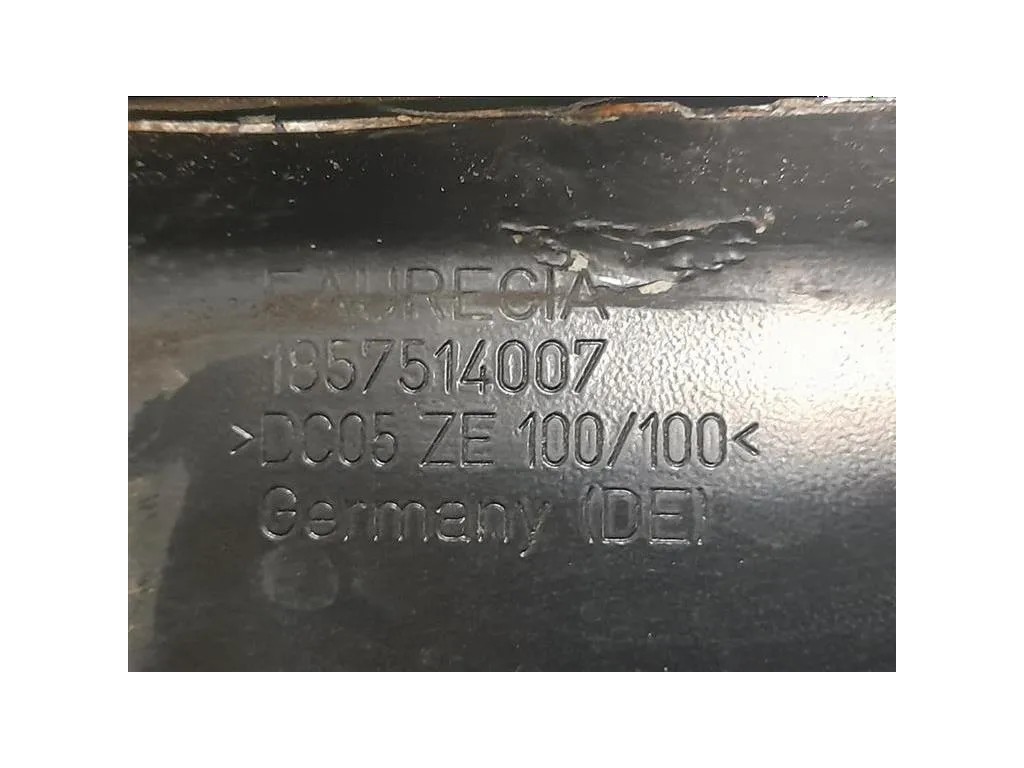 FAURECIA
1857514007
>DC05 ZE 100/100<
Germany (DE)